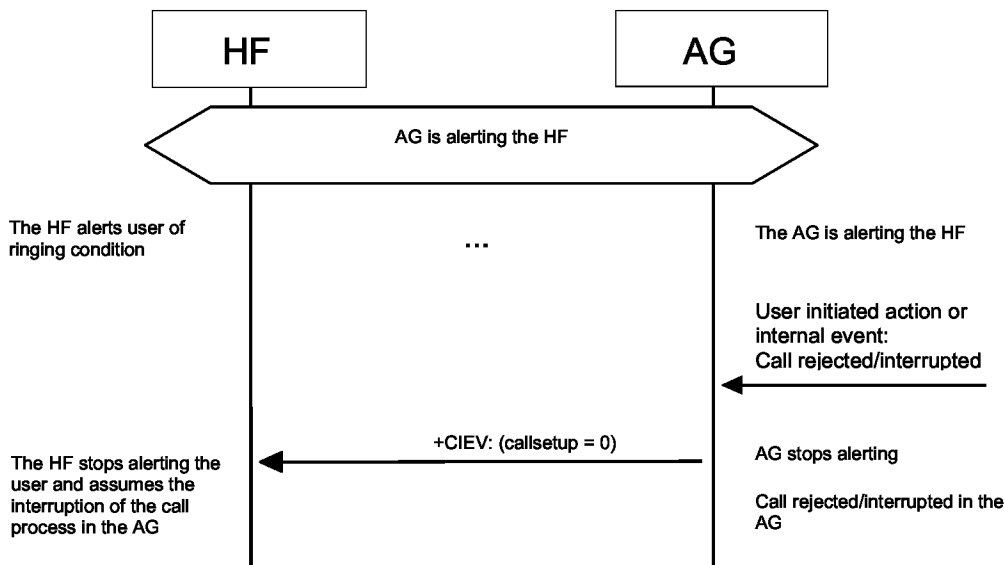 HF
AG
AG is alerting the HF
The HF alerts user of
ringing condition
...
The AG is alerting the HF
User initiated action or
internal event:
Call rejected/interrupted
+CIEV: (callsetup = 0)
The HF stops alerting the
user and assumes the
interruption of the call
process in the AG
AG stops alerting
Call rejected/interrupted in the
AG